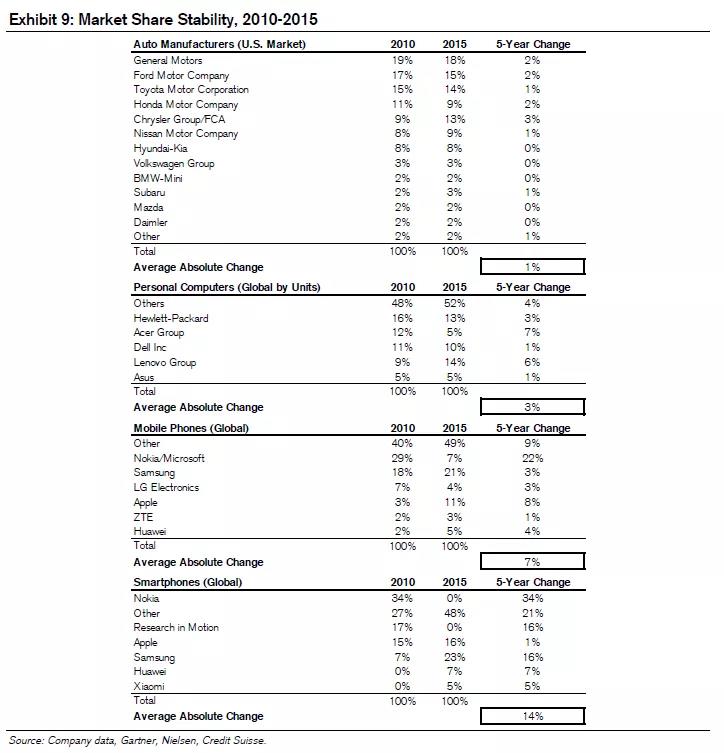 Exhibit 9: Market Share Stability, 2010-2015
Auto Manufacturers (U.S. Market) 2010 2015 5-Year Change
General Motors 19% 18% 2%
Ford Motor Company 17% 15% 2%
Toyota Motor Corporation 15% 14% 1%
Honda Motor Company 11% 9% 2%
Chrysler Group/FCA 9% 13% 3%
Nissan Motor Company 8% 9% 1%
Hyundai-Kia 8% 8% 0%
Volkswagen Group 3% 3% 0%
BMW-Mini 2% 2% 0%
Subaru 2% 3% 1%
Mazda 2% 2% 0%
Daimler 2% 2% 0%
Other 2% 2% 1%
Total 100% 100%
Average Absolute Change 1%
Personal Computers (Global by Units) 2010 2015 5-Year Change
Others 48% 52% 4%
Hewlett-Packard 16% 13% 3%
Acer Group 12% 5% 7%
Dell Inc 11% 10% 1%
Lenovo Group 9% 14% 6%
Asus 5% 5% 1%
Total 100% 100%
Average Absolute Change 3%
Mobile Phones (Global) 2010 2015 5-Year Change
Other 40% 49% 9%
Nokia/Microsoft 29% 7% 22%
Samsung 18% 21% 3%
LG Electronics 7% 4% 3%
Apple 3% 11% 8%
ZTE 2% 3% 1%
Huawei 2% 5% 4%
Total 100% 100%
Average Absolute Change 7%
Smartphones (Global) 2010 2015 5-Year Change
Nokia 34% 0% 34%
Other 27% 48% 21%
Research in Motion 17% 0% 16%
Apple 15% 16% 1%
Samsung 7% 23% 16%
Huawei 0% 7% 7%
Xiaomi 0% 5% 5%
Total 100% 100%
Average Absolute Change 14%
Source: Company data, Gartner, Nielsen, Credit Suisse.